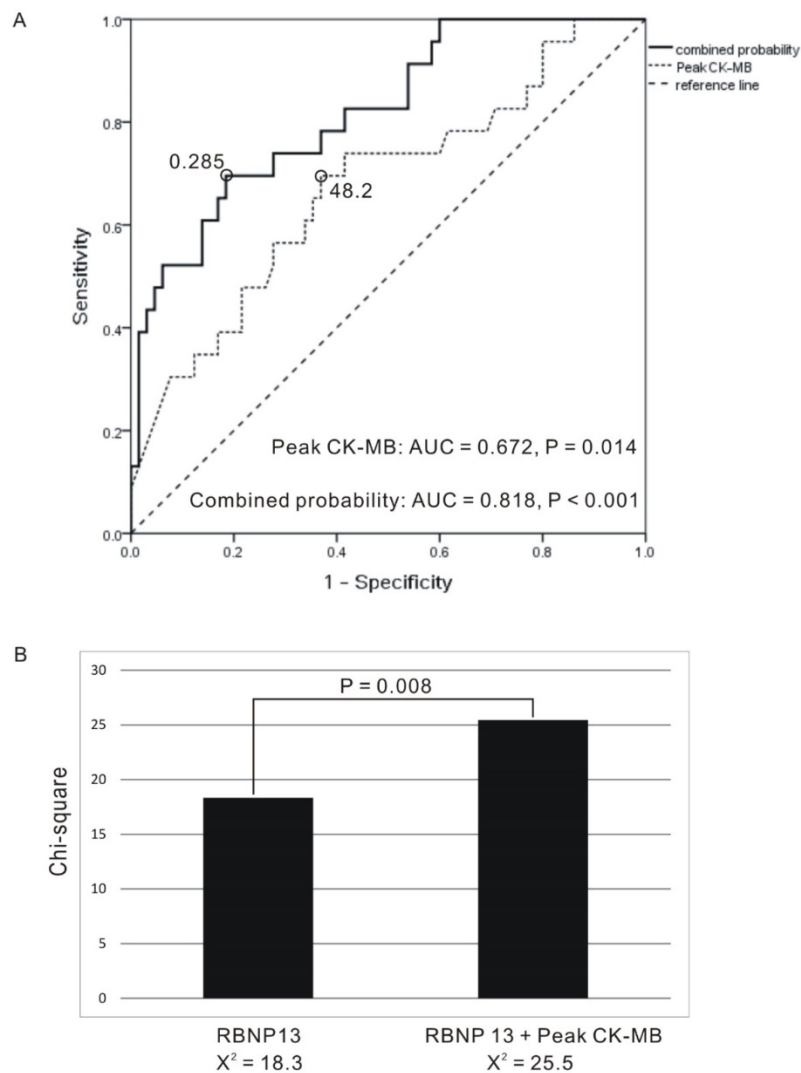 A
1.0
0.8
0.6
0.4
0.2
0.0
Sensitivity
combined probability
Peak CK-MB
reference line
0.285
48.2
Peak CK-MB: AUC = 0.672, P = 0.014
Combined probability: AUC = 0.818, P < 0.001
0.0 0.2 0.4 0.6 0.8 1.0
1 - Specificity
B
30
25
20
15
10
5
0
Chi-square
P = 0.008
RBNP13 RBNP 13 + Peak CK-MB
X² = 18.3 X² = 25.5